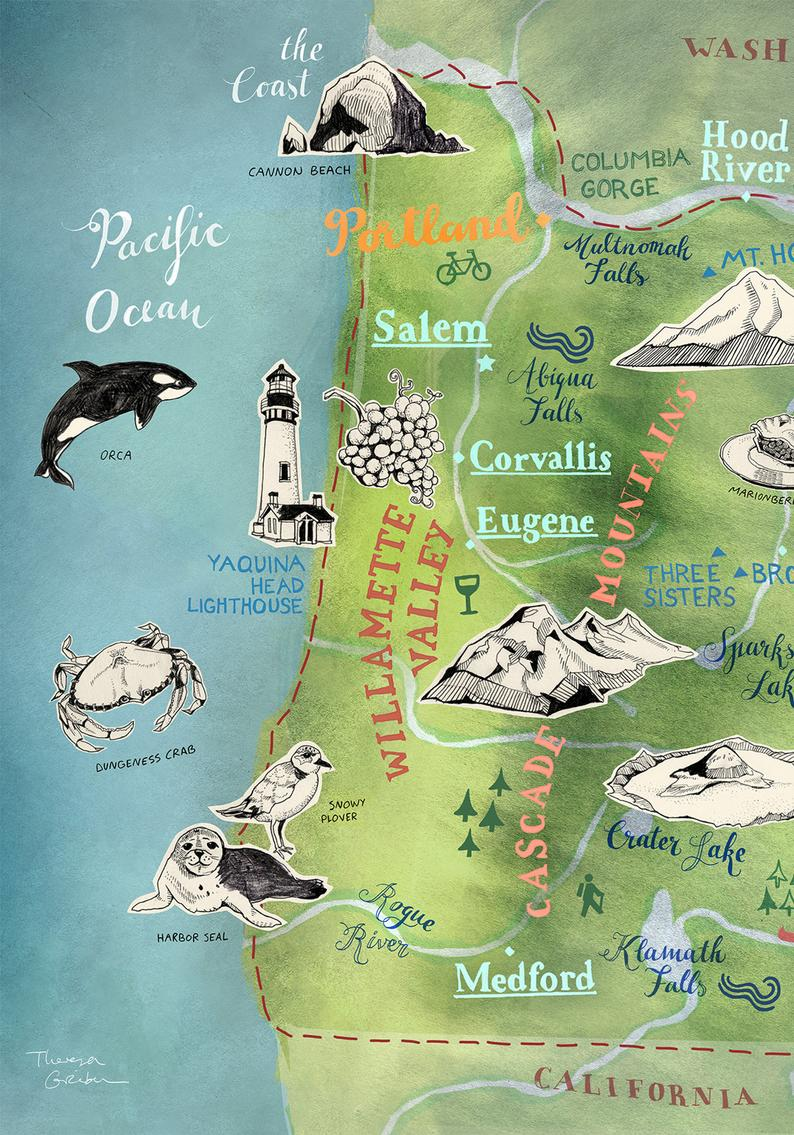 the
Coast
WASH
CANNON BEACH
COLUMBIA
GORGE
Hood
River
Pacific
Ocean
Portland
Multnomah
Falls
MT. HO
Salem
Abiqua
Falls
ORCA
Corvallis
MARIONBER
MOUNTAINS
Eugene
YAQUINA
HEAD
LIGHTHOUSE
WILLAMETTE
VALLEY
THREE
SISTERS
BRO
Sparks
Lak
DUNGENESS CRAB
CASCADE
SNOWY
PLOVER
Crater Lake
HARBOR SEAL
Rogue
River
Klamath
Falls
Medford
Theresa
Grieben
CALIFORNIA